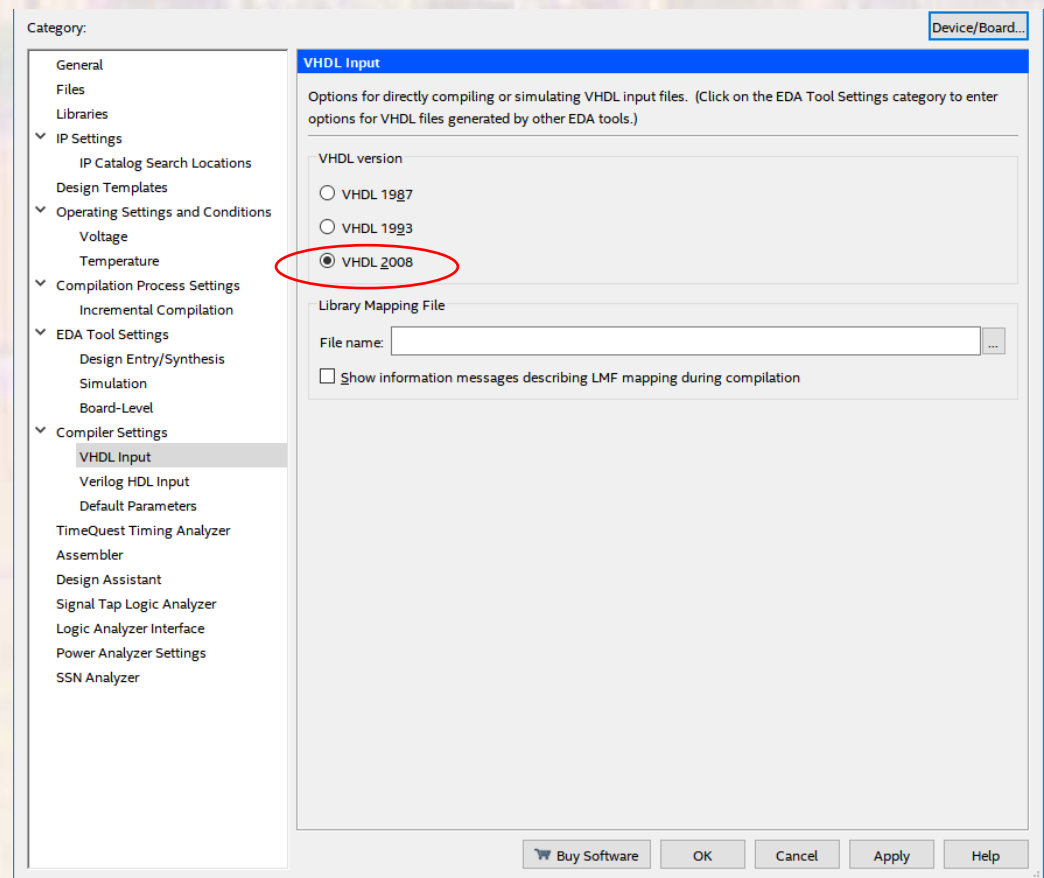 Category:
Device/Board...
General
Files
Libraries
IP Settings
IP Catalog Search Locations
Design Templates
Operating Settings and Conditions
Voltage
Temperature
Compilation Process Settings
Incremental Compilation
EDA Tool Settings
Design Entry/Synthesis
Simulation
Board-Level
Compiler Settings
VHDL Input
Verilog HDL Input
Default Parameters
TimeQuest Timing Analyzer
Assembler
Design Assistant
Signal Tap Logic Analyzer
Logic Analyzer Interface
Power Analyzer Settings
SSN Analyzer
VHDL Input
Options for directly compiling or simulating VHDL input files. (Click on the EDA Tool Settings category to enter
options for VHDL files generated by other EDA tools.)
VHDL version
VHDL 1987
VHDL 1993
VHDL 2008
Library Mapping File
File name:
...
Show information messages describing LMF mapping during compilation
Buy Software
OK
Cancel
Apply
Help